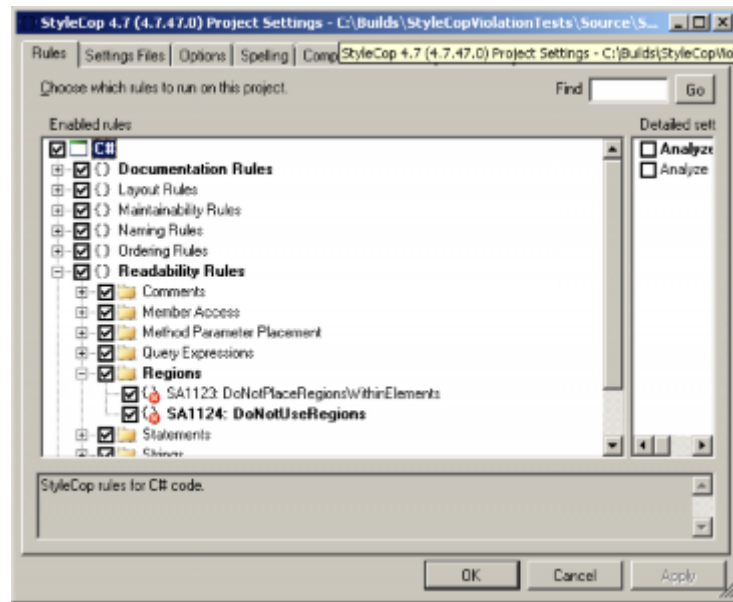 StyleCop 4.7 (4.7.47.0) Project Settings - C:\Builds\StyleCopViolationTests\Source\S...
Rules Settings Files Options Spelling Comp
StyleCop 4.7 (4.7.47.0) Project Settings - C:\Builds\StyleCopVio
Choose which rules to run on this project.
Find Go
Enabled rules
Detailed sett
C#
Analyze
{} Documentation Rules
Analyze
{} Layout Rules
{} Maintainability Rules
{} Naming Rules
{} Ordering Rules
{} Readability Rules
Comments
Member Access
Method Parameter Placement
Query Expressions
Regions
SA1123: DoNotPlaceRegionsWithinElements
SA1124: DoNotUseRegions
Statements
Strings
StyleCop rules for C# code.
OK Cancel Apply